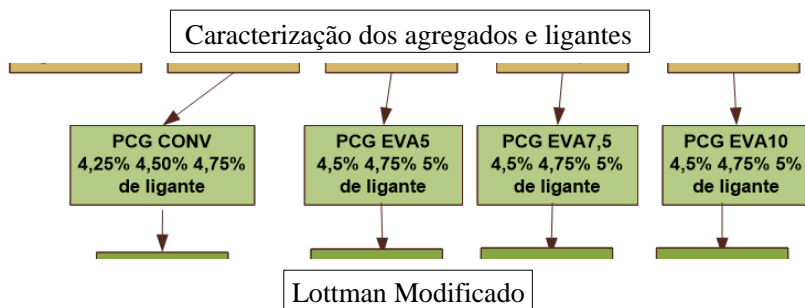 Caracterização dos agregados e ligantes
PCG CONV
4,25% 4,50% 4,75%
de ligante
PCG EVA5
4,5% 4,75% 5%
de ligante
PCG EVA7,5
4,5% 4,75% 5%
de ligante
PCG EVA10
4,5% 4,75% 5%
de ligante
Lottman Modificado